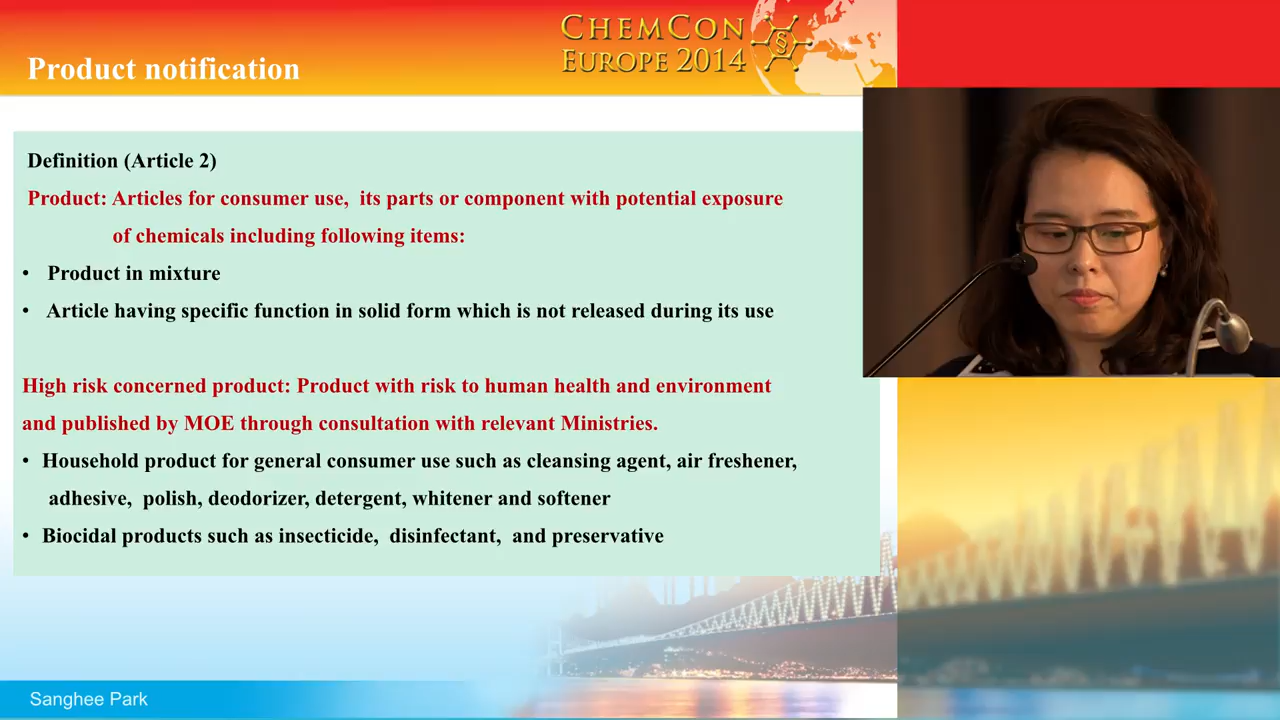 CHEMCON
EUROPE 2014
§
Product notification
Definition (Article 2)
Product: Articles for consumer use, its parts or component with potential exposure
of chemicals including following items:
• Product in mixture
• Article having specific function in solid form which is not released during its use
High risk concerned product: Product with risk to human health and environment
and published by MOE through consultation with relevant Ministries.
• Household product for general consumer use such as cleansing agent, air freshener,
adhesive, polish, deodorizer, detergent, whitener and softener
• Biocidal products such as insecticide, disinfectant, and preservative
Sanghee Park